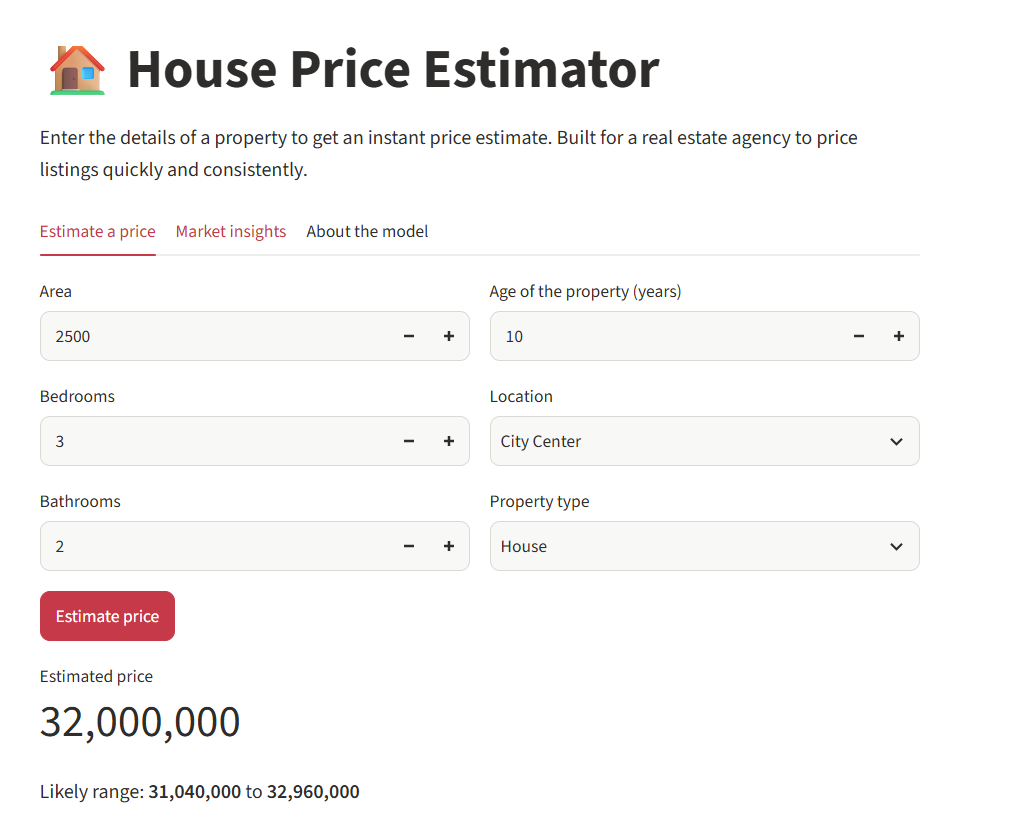 House Price Estimator
Enter the details of a property to get an instant price estimate. Built for a real estate agency to price
listings quickly and consistently.
Estimate a price Market insights About the model
Area Age of the property (years)
2500 − + 10 − +
Bedrooms Location
3 − + City Center
Bathrooms Property type
2 − + House
Estimate price
Estimated price
32,000,000
Likely range: 31,040,000 to 32,960,000